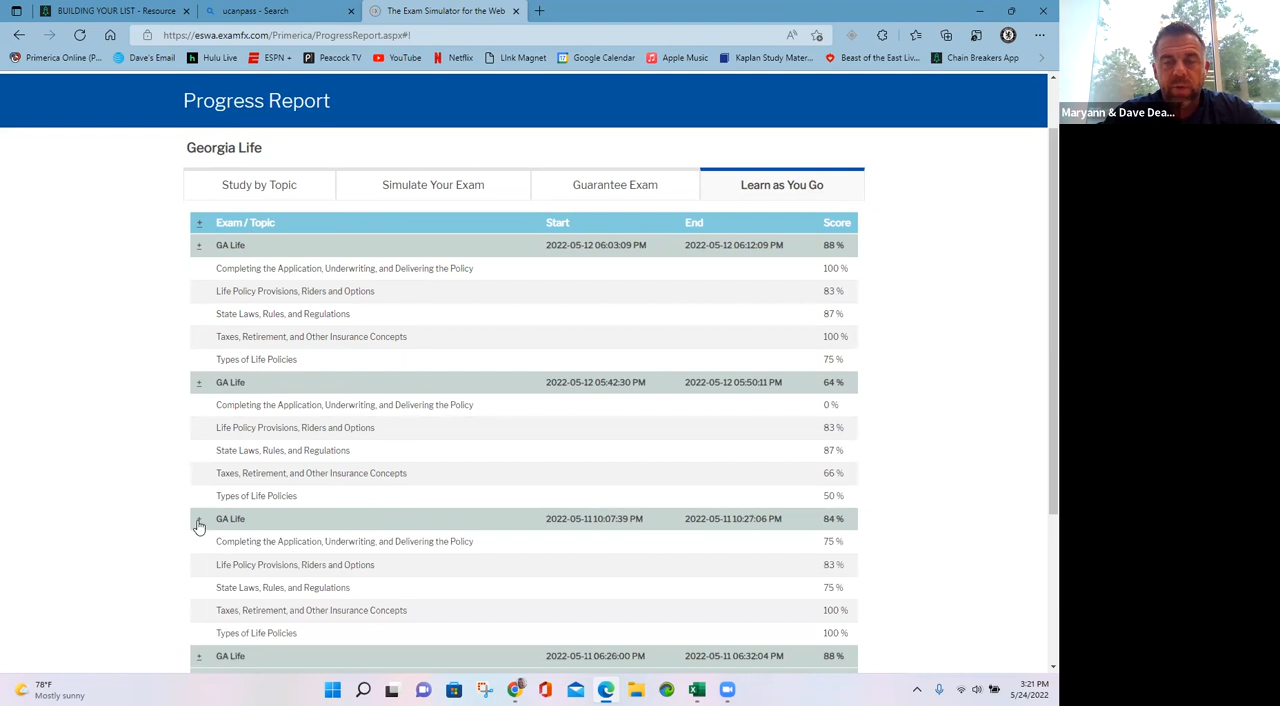 BUILDING YOUR LIST - Resource
ucanpass - Search
The Exam Simulator for the Web
https://eswa.examfx.com/Primerica/ProgressReport.aspx#!
Primerica Online (P... Dave's Email Hulu Live ESPN + Peacock TV YouTube Netflix LInk Magnet Google Calendar Apple Music Kaplan Study Mater... Beast of the East Liv... Chain Breakers App
Maryann & Dave Dea...
Progress Report
Georgia Life
Study by Topic Simulate Your Exam Guarantee Exam Learn as You Go
+ Exam / Topic Start End Score
+ GA Life 2022-05-12 06:03:09 PM 2022-05-12 06:12:09 PM 88 %
Completing the Application, Underwriting, and Delivering the Policy 100 %
Life Policy Provisions, Riders and Options 83 %
State Laws, Rules, and Regulations 87 %
Taxes, Retirement, and Other Insurance Concepts 100 %
Types of Life Policies 75 %
+ GA Life 2022-05-12 05:42:30 PM 2022-05-12 05:50:11 PM 64 %
Completing the Application, Underwriting, and Delivering the Policy 0 %
Life Policy Provisions, Riders and Options 83 %
State Laws, Rules, and Regulations 87 %
Taxes, Retirement, and Other Insurance Concepts 66 %
Types of Life Policies 50 %
+ GA Life 2022-05-11 10:07:39 PM 2022-05-11 10:27:06 PM 84 %
Completing the Application, Underwriting, and Delivering the Policy 75 %
Life Policy Provisions, Riders and Options 83 %
State Laws, Rules, and Regulations 75 %
Taxes, Retirement, and Other Insurance Concepts 100 %
Types of Life Policies 100 %
+ GA Life 2022-05-11 06:26:00 PM 2022-05-11 06:32:04 PM 88 %
78°F
Mostly sunny
3:21 PM
5/24/2022